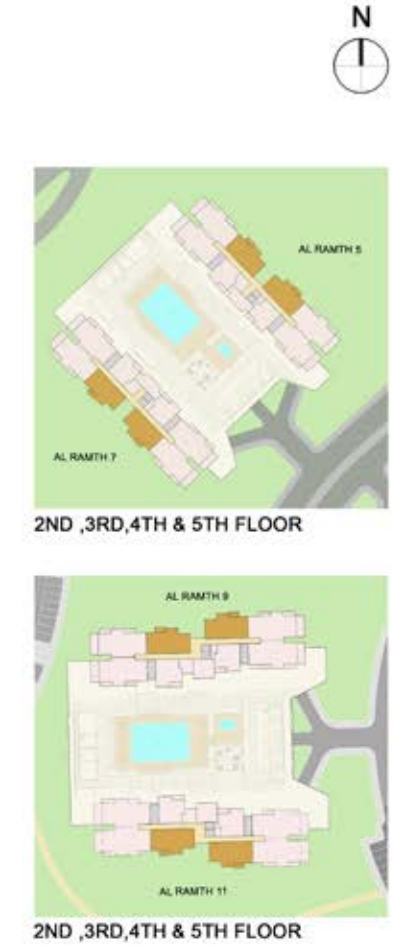 N
AL RAMTH 5
AL RAMTH 7
2ND ,3RD,4TH & 5TH FLOOR
AL RAMTH 9
AL RAMTH 11
2ND ,3RD,4TH & 5TH FLOOR